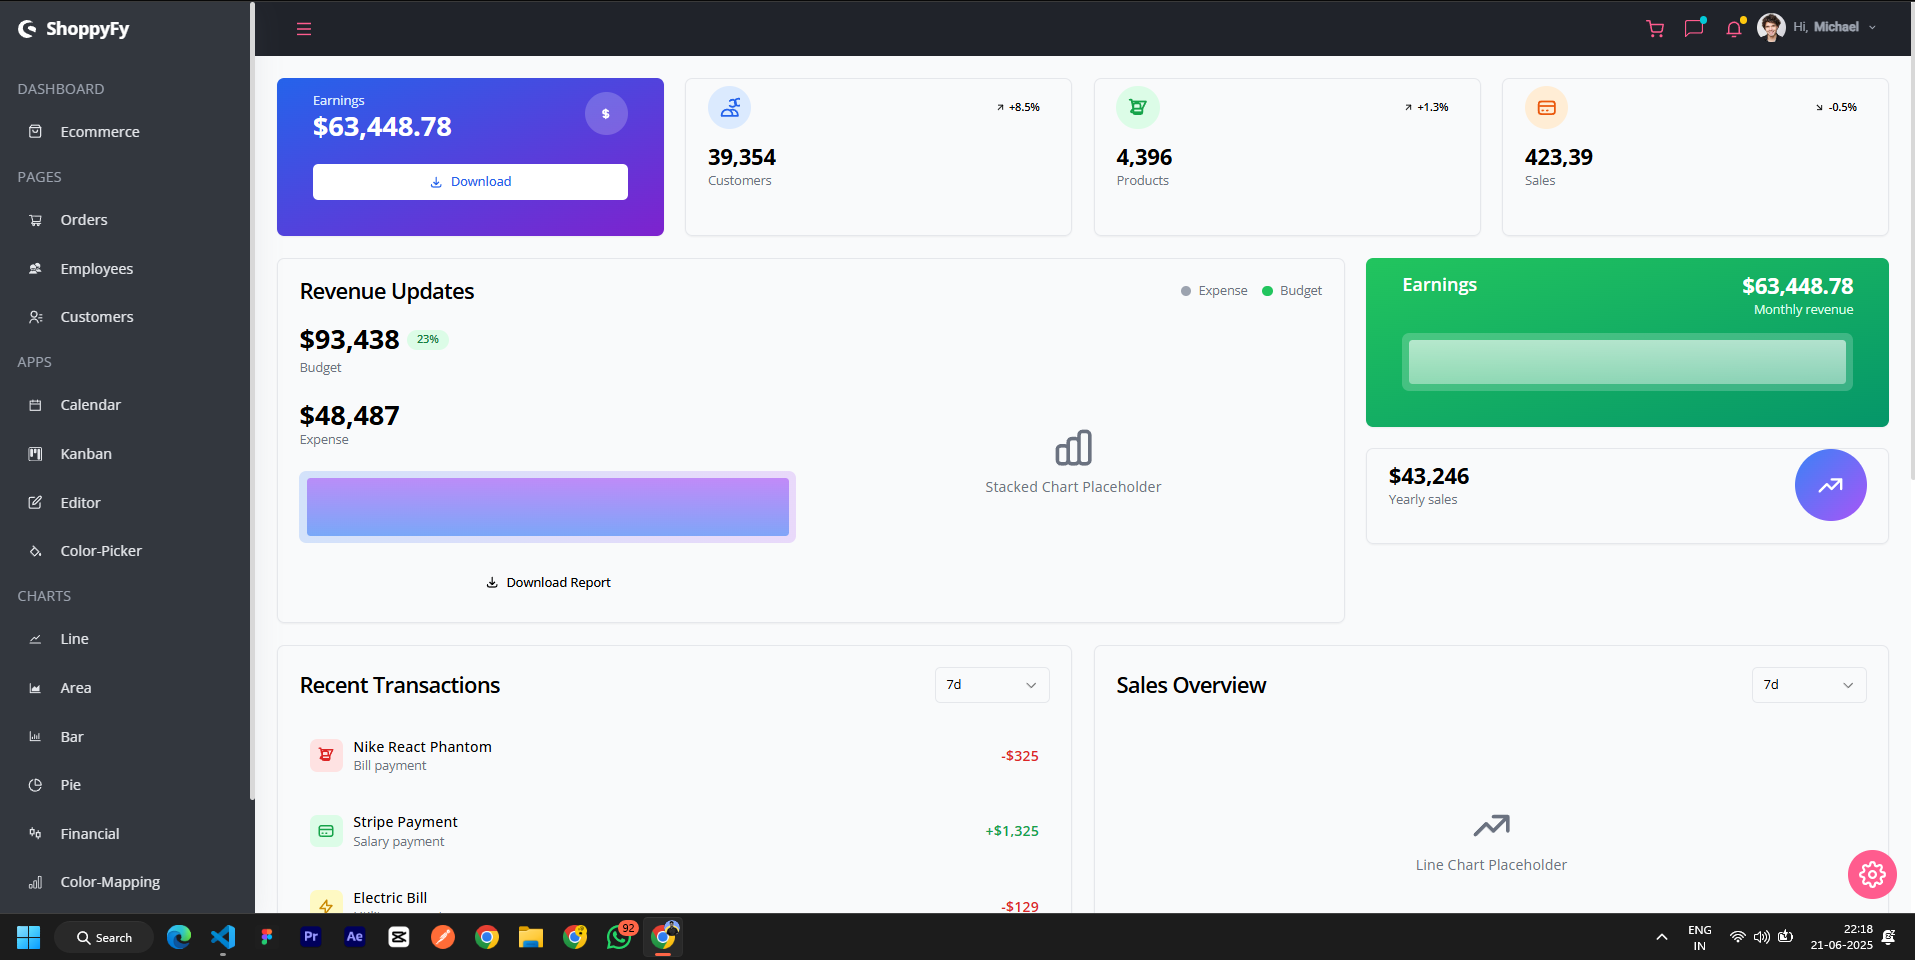 ShoppyFy
Hi, Michael
DASHBOARD
Ecommerce
PAGES
Orders
Employees
Customers
APPS
Calendar
Kanban
Editor
Color-Picker
CHARTS
Line
Area
Bar
Pie
Financial
Color-Mapping
Earnings
$63,448.78
$
Download
+8.5%
39,354
Customers
+1.3%
4,396
Products
-0.5%
423,39
Sales
Revenue Updates
Expense
Budget
$93,438
23%
Budget
$48,487
Expense
Download Report
Stacked Chart Placeholder
Earnings
$63,448.78
Monthly revenue
$43,246
Yearly sales
Recent Transactions
7d
Nike React Phantom
Bill payment
-$325
Stripe Payment
Salary payment
+$1,325
Electric Bill
-$129
Sales Overview
7d
Line Chart Placeholder
Search
Pr
Ae
92
ENG
IN
22:18
21-06-2025